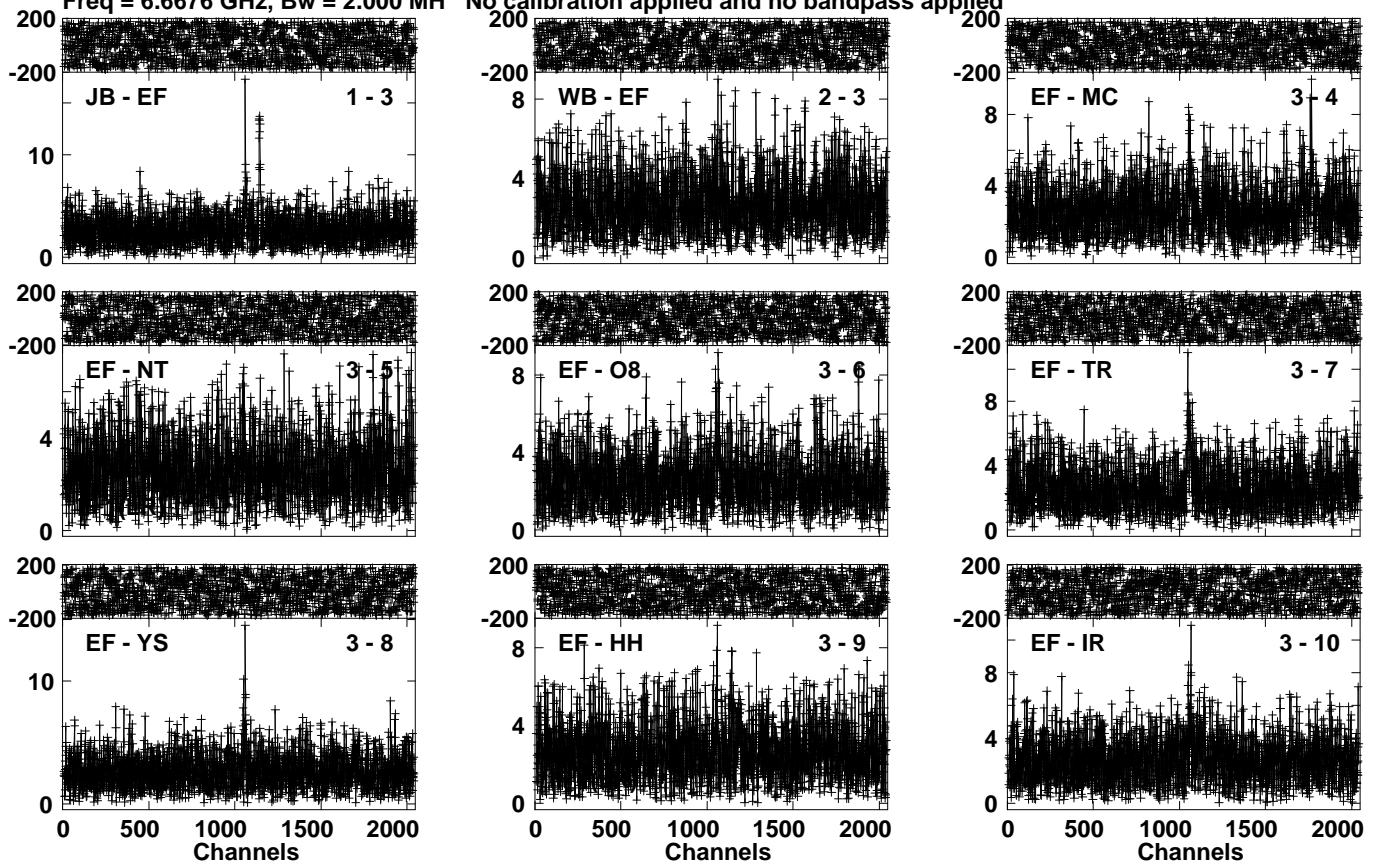 Freq = 6.6676 GHz, Bw = 2.000 MH No calibration applied and no bandpass applied
200 200 200
-200 -200 -200
JB - EF 1 - 3 WB - EF 2 - 3 EF - MC 3 - 4
10 8 8
4 4
0 0 0
200 200 200
-200 -200 -200
EF - NT 3 - 5 EF - O8 3 - 6 EF - TR 3 - 7
4 8 8
4 4
0 0 0
200 200 200
-200 -200 -200
EF - YS 3 - 8 EF - HH 3 - 9 EF - IR 3 - 10
10 8 8
4 4
0 0 0
0 500 1000 1500 2000 0 500 1000 1500 2000 0 500 1000 1500 2000
Channels Channels Channels